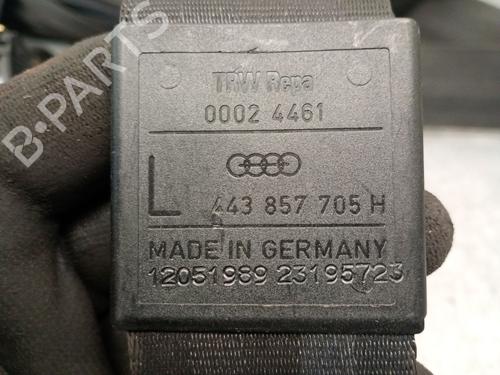 TRW Repa
0002 4461
L 443 857 705 H
MADE IN GERMANY
12051989 23195723
B-PARTS